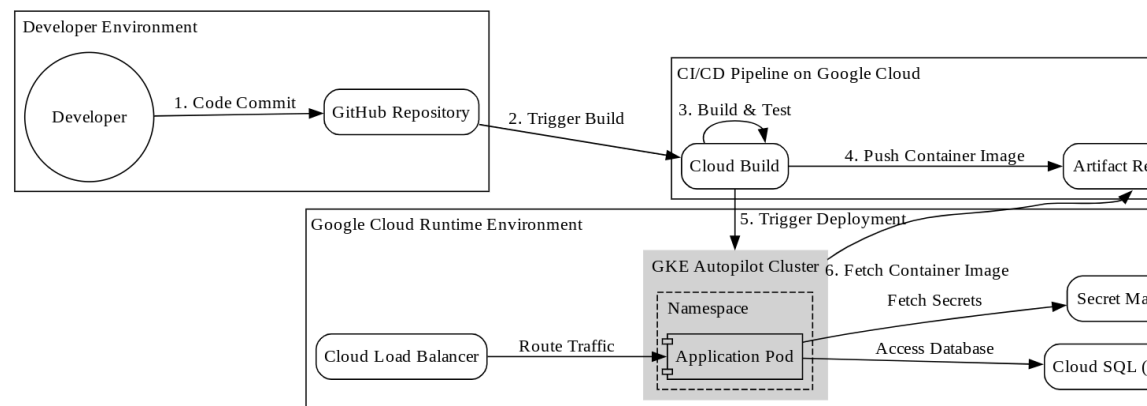 Developer Environment
CI/CD Pipeline on Google Cloud
3. Build & Test
1. Code Commit
Developer
GitHub Repository
2. Trigger Build
Cloud Build
4. Push Container Image
Artifact
5. Trigger Deployment
Google Cloud Runtime Environment
GKE Autopilot Cluster
6. Fetch Container Image
Namespace
Fetch Secrets
Secret
Cloud Load Balancer
Route Traffic
Application Pod
Access Database
Cloud SQL (